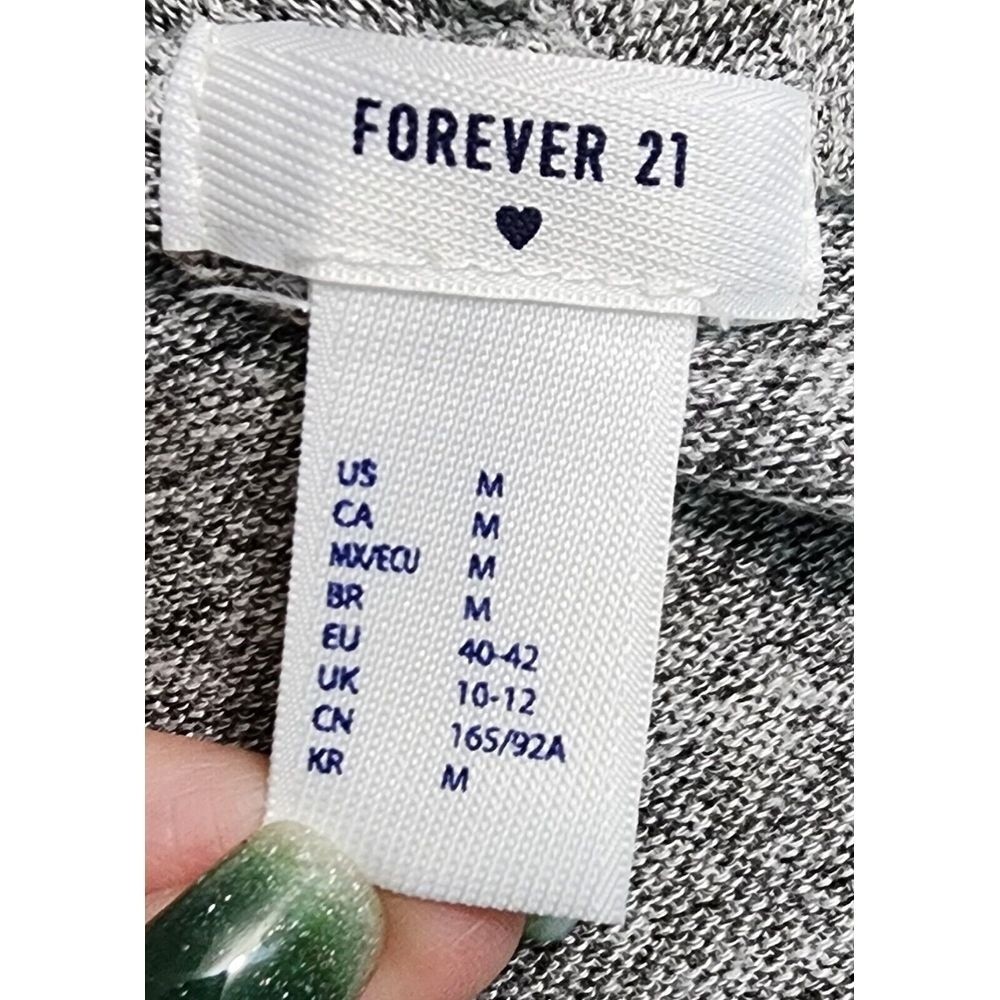 FOREVER 21
US M
CA M
MX/ECU M
BR M
EU 40-42
UK 10-12
CN 165/92A
KR M